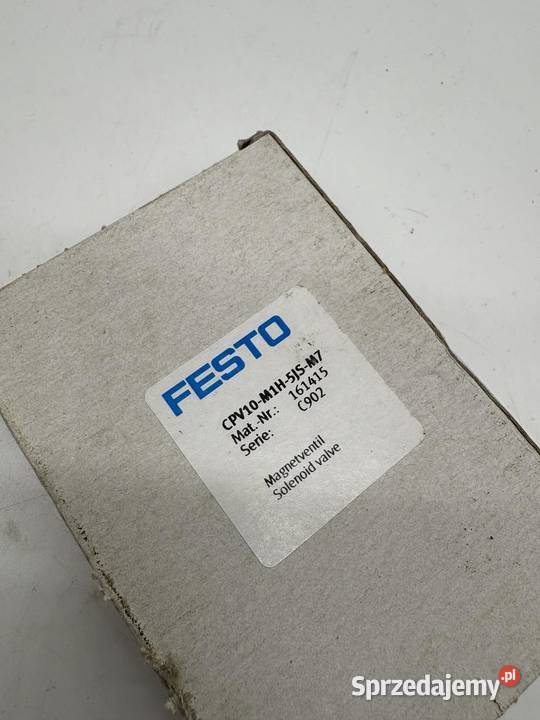 FESTO
CPV10-M1H-5JS-M7
Mat.-Nr.: 161415
Serie: C902
Magnetventil
Solenoid valve
Sprzedajemy.pl